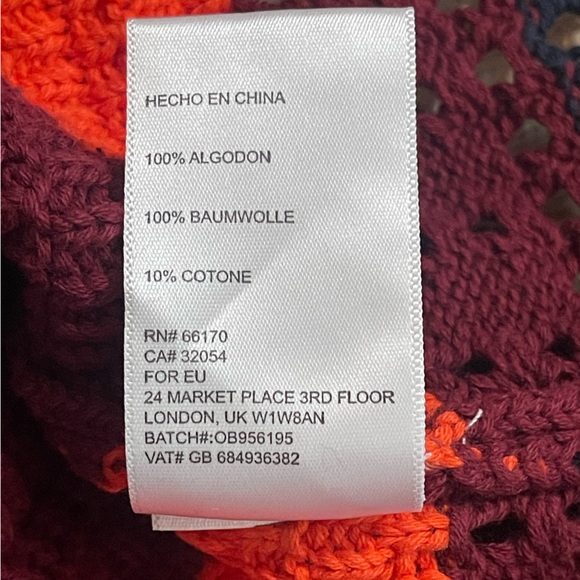 HECHO EN CHINA
100% ALGODON
100% BAUMWOLLE
10% COTONE
RN# 66170
CA# 32054
FOR EU
24 MARKET PLACE 3RD FLOOR
LONDON, UK W1W8AN
BATCH#:OB956195
VAT# GB 684936382